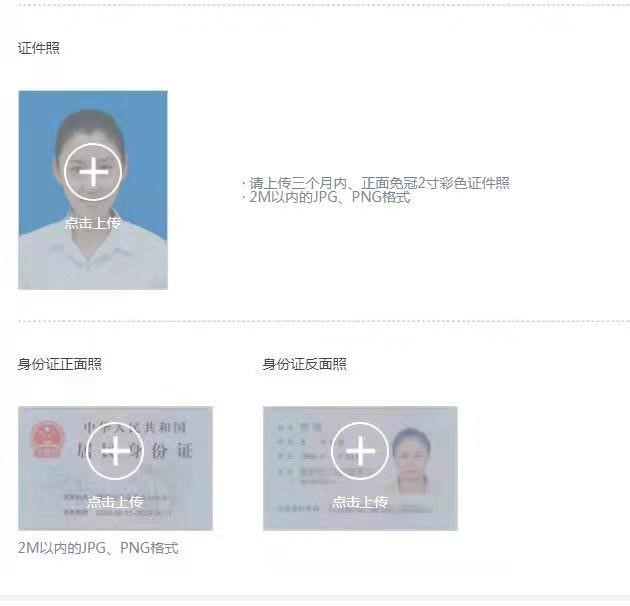 证件照
点击上传
· 请上传三个月内、正面免冠2寸彩色证件照
· 2M以内的JPG、PNG格式
身份证正面照
身份证反面照
中华人民共和国
居民身份证
点击上传
点击上传
2M以内的JPG、PNG格式